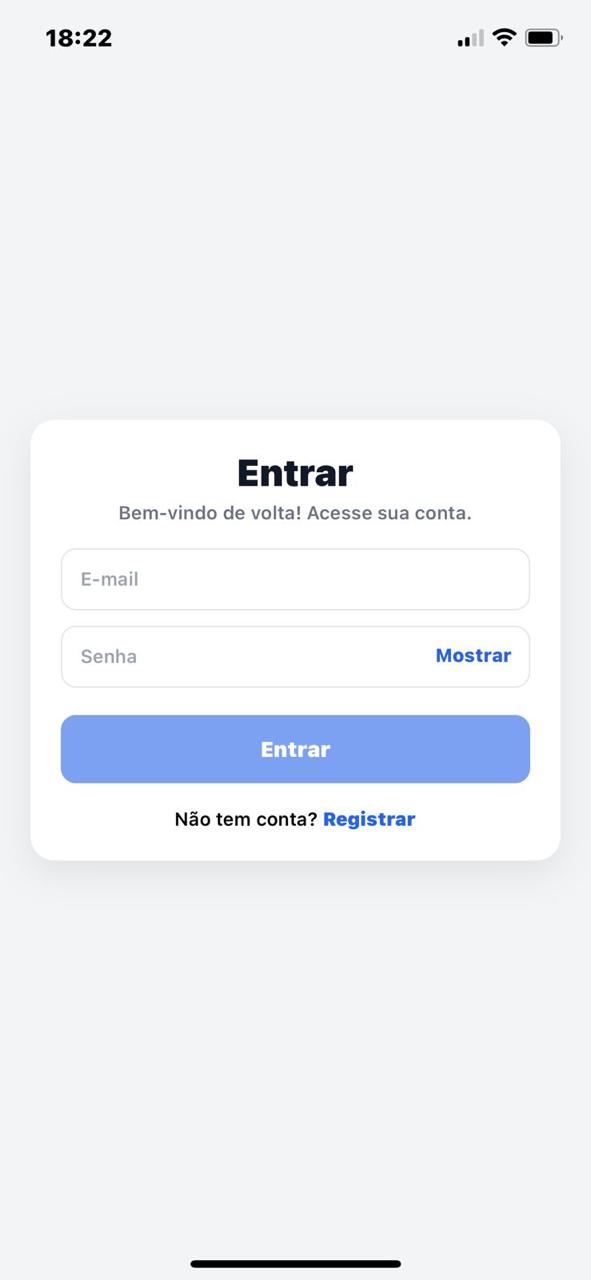 18:22
Entrar
Bem-vindo de volta! Acesse sua conta.
E-mail
Senha Mostrar
Entrar
Não tem conta? Registrar